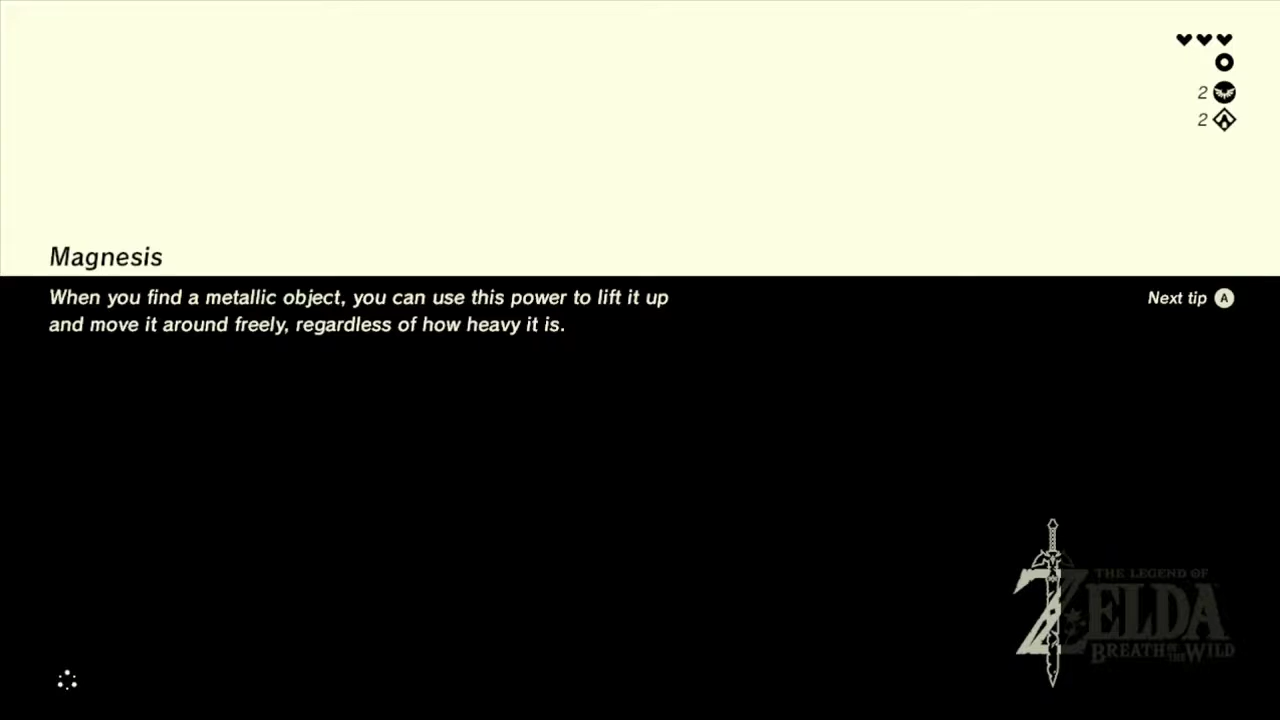 2
2
Magnesis
When you find a metallic object, you can use this power to lift it up
and move it around freely, regardless of how heavy it is.
Next tip A
THE LEGEND OF
ZELDA
BREATH OF THE WILD